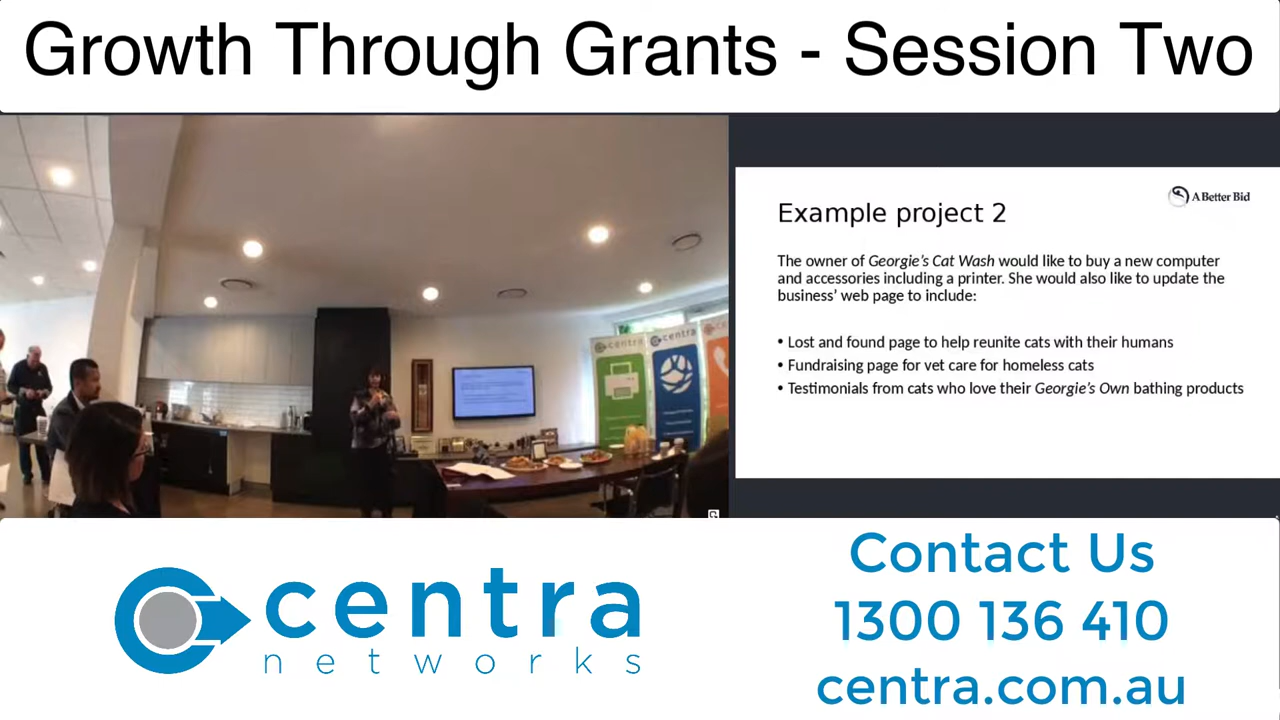 Growth Through Grants - Session Two
A Better Bid
Example project 2
The owner of Georgie's Cat Wash would like to buy a new computer
and accessories including a printer. She would also like to update the
business' web page to include:
• Lost and found page to help reunite cats with their humans
• Fundraising page for vet care for homeless cats
• Testimonials from cats who love their Georgie's Own bathing products
centra
centra
centra
networks
Contact Us
1300 136 410
centra.com.au